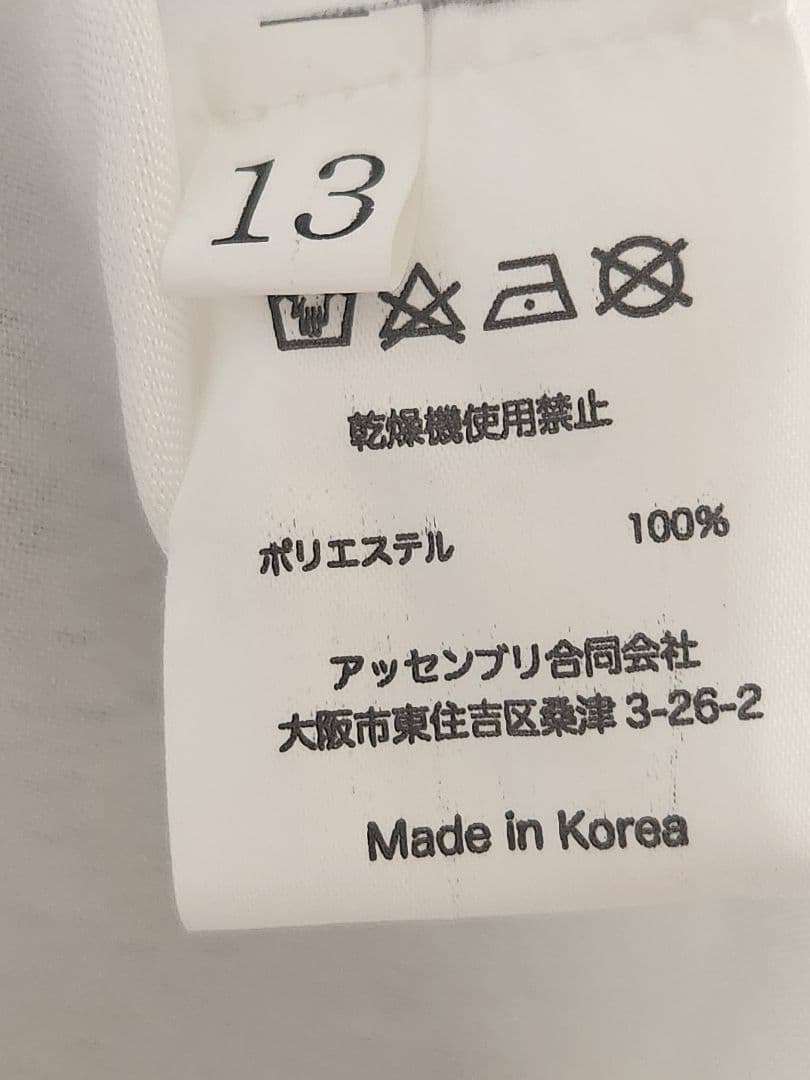 13
乾燥機使用禁止
ポリエステル 100%
アッセンブリ合同会社
大阪市東住吉区桑津 3-26-2
Made in Korea